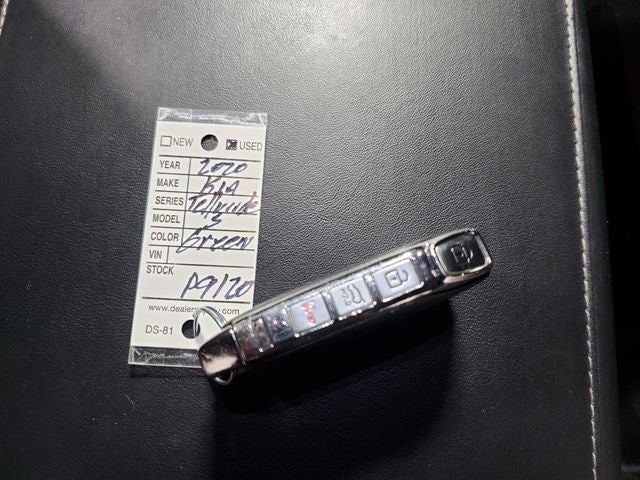 NEW USED
YEAR 2020
MAKE Kia
SERIES Telluride
MODEL S
COLOR Green
VIN
STOCK
P9120
www.dealer com
DS-81